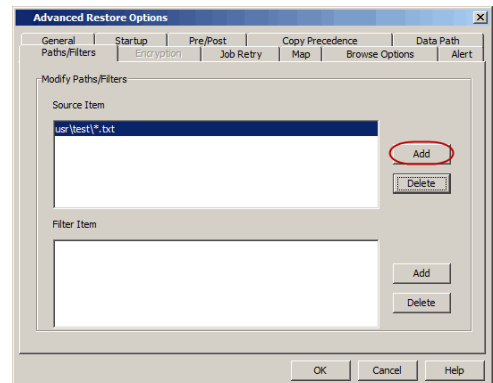 Advanced Restore Options
General Startup Pre/Post Copy Precedence Data Path
Paths/Filters Encryption Job Retry Map Browse Options Alert
Modify Paths/Filters
Source Item
usr\test\*.txt
Add
Delete
Filter Item
Add
Delete
OK Cancel Help